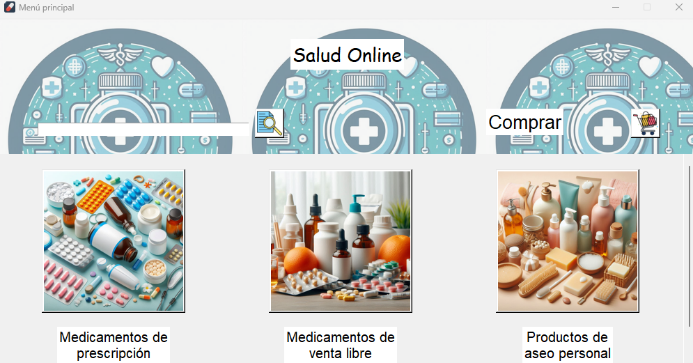 Menú principal
Salud Online
Comprar
Medicamentos de
prescripción
Medicamentos de
venta libre
Productos de
aseo personal